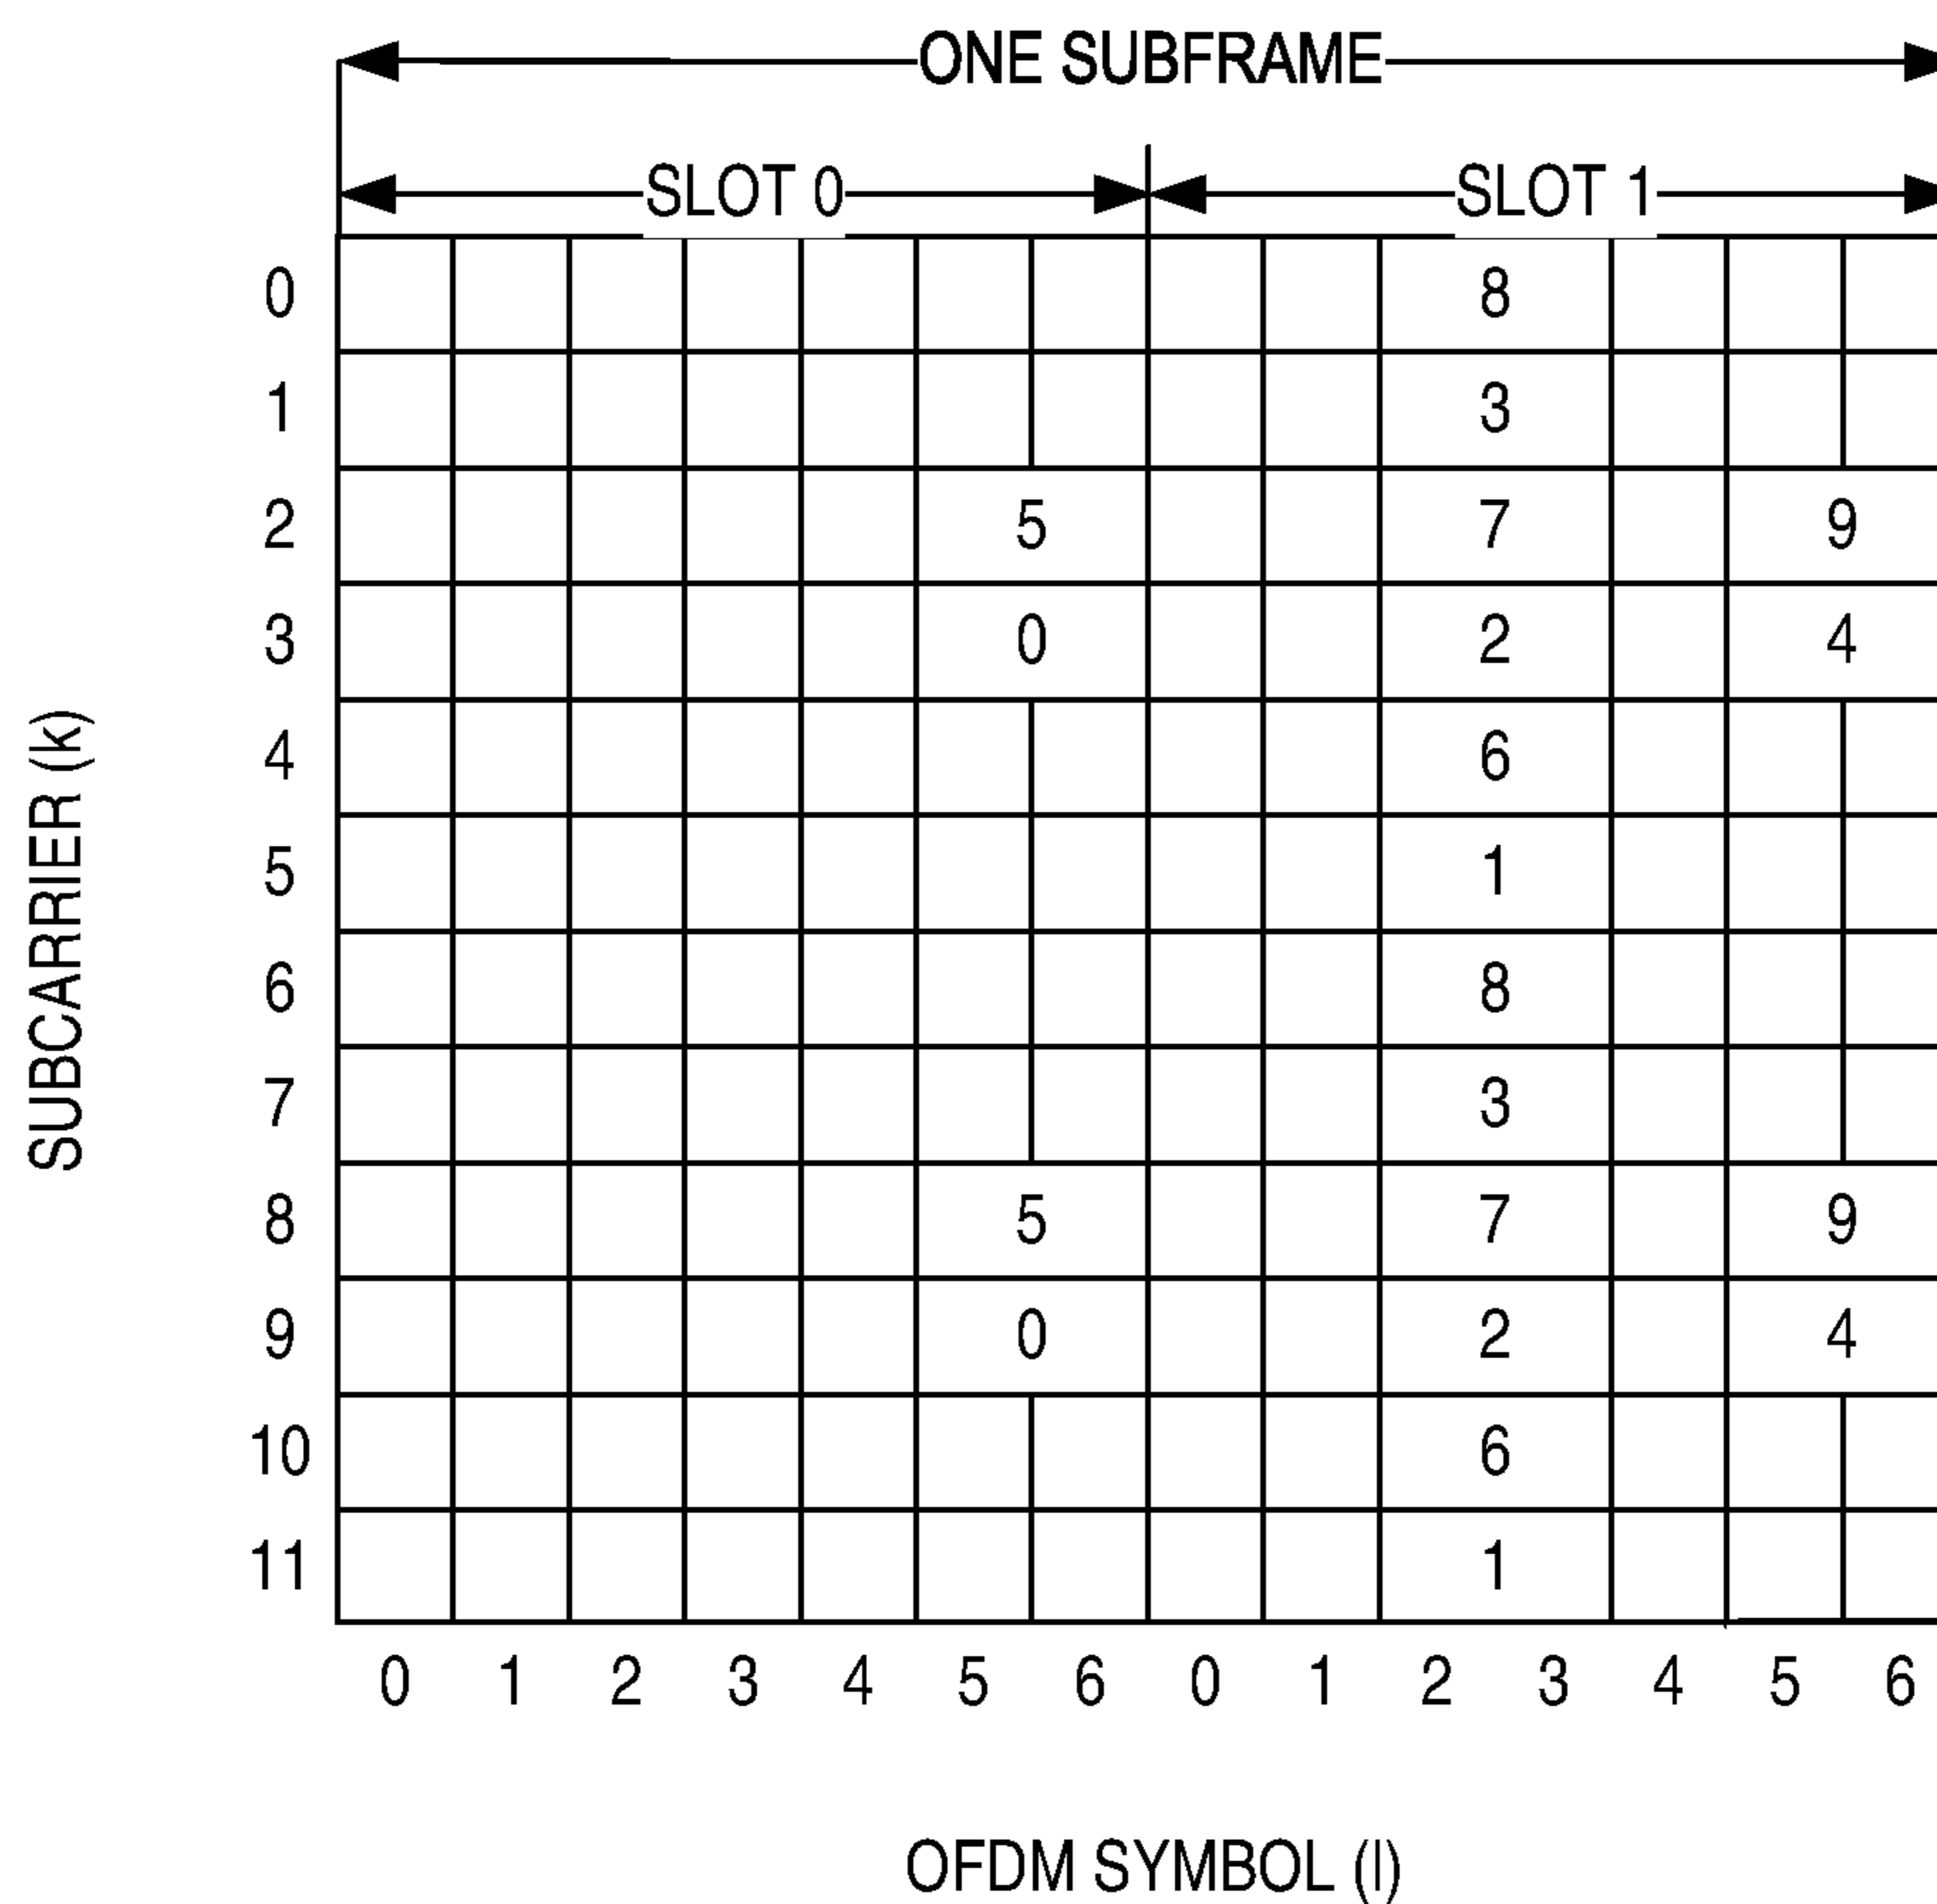 ONE SUBFRAME
SLOT 0 SLOT 1
0 8
1 3
2 5 7 9
3 0 2 4
4 6
5 1
6 8
7 3
8 5 7 9
9 0 2 4
10 6
11 1
0 1 2 3 4 5 6 0 1 2 3 4 5 6
SUBCARRIER (k)
OFDM SYMBOL (l)